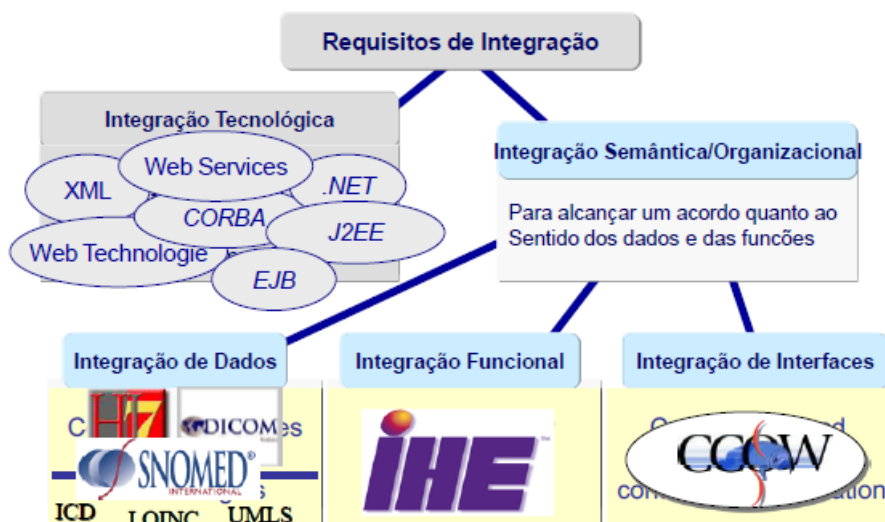 Requisitos de Integração
Integração Tecnológica
Web Services
XML
.NET
CORBA
J2EE
Web Technologie
EJB
Integração Semântica/Organizacional
Para alcançar um acordo quanto ao
Sentido dos dados e das funcões
Integração de Dados
Integração Funcional
Integração de Interfaces
HL7
DICOM
SNOMED®
INTERNATIONAL
ICD LOINC UMLS
iHE™
CCOW